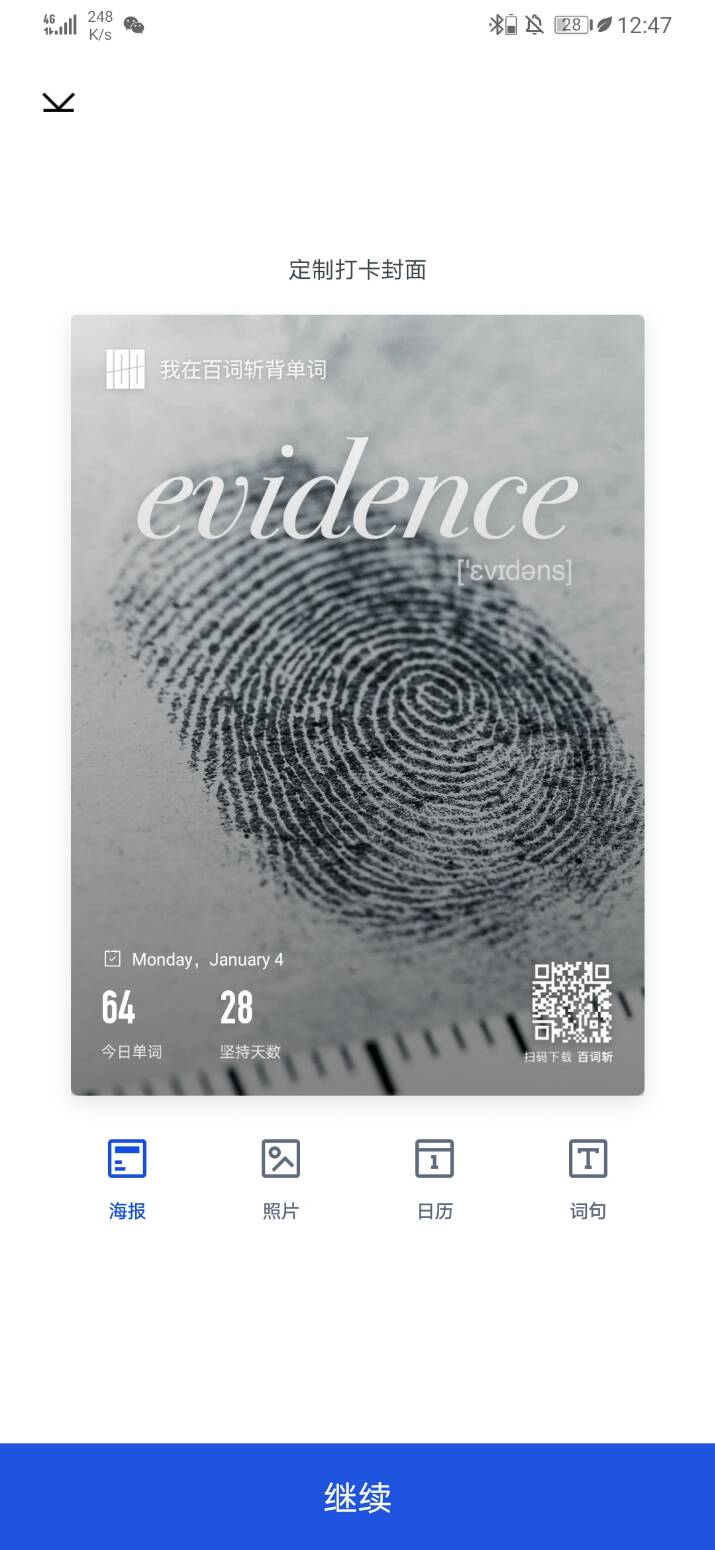 4G
248
K/s
28
12:47
定制打卡封面
我在百词斩背单词
evidence
['ɛvɪdəns]
Monday，January 4
64
28
今日单词
坚持天数
扫码下载 百词斩
海报
照片
1
日历
T
词句
继续